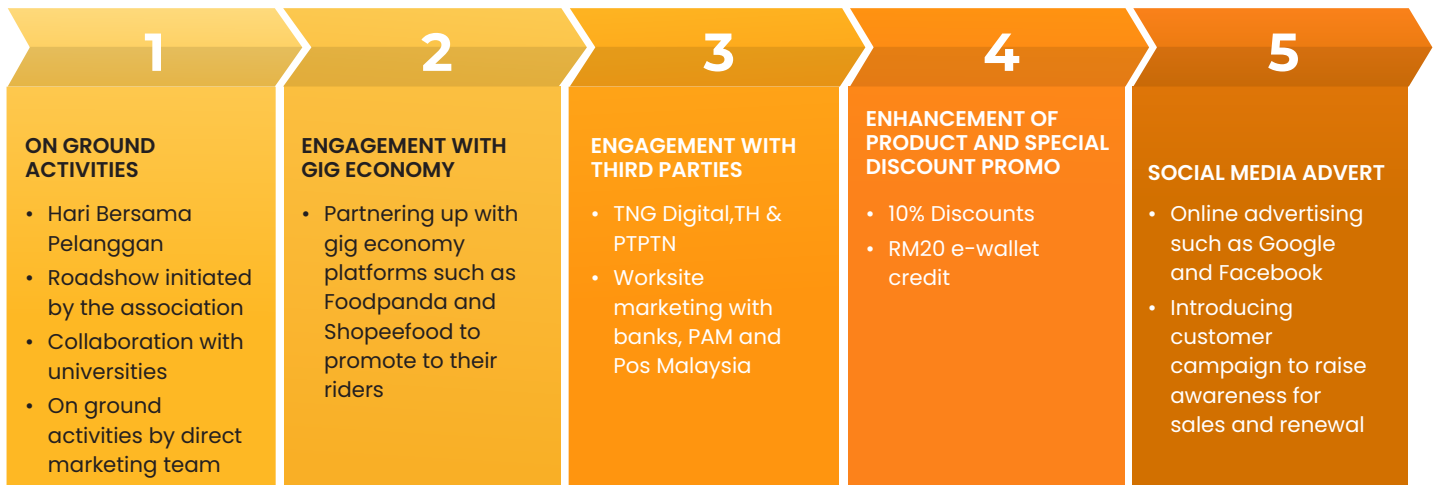 1
ON GROUND
ACTIVITIES
• Hari Bersama
Pelanggan
• Roadshow initiated
by the association
• Collaboration with
universities
• On ground
activities by direct
marketing team
2
ENGAGEMENT WITH
GIG ECONOMY
• Partnering up with
gig economy
platforms such as
Foodpanda and
Shopeefood to
promote to their
riders
3
ENGAGEMENT WITH
THIRD PARTIES
• TNG Digital,TH &
PTPTN
• Worksite
marketing with
banks, PAM and
Pos Malaysia
4
ENHANCEMENT OF
PRODUCT AND SPECIAL
DISCOUNT PROMO
• 10% Discounts
• RM20 e-wallet
credit
5
SOCIAL MEDIA ADVERT
• Online advertising
such as Google
and Facebook
• Introducing
customer
campaign to raise
awareness for
sales and renewal